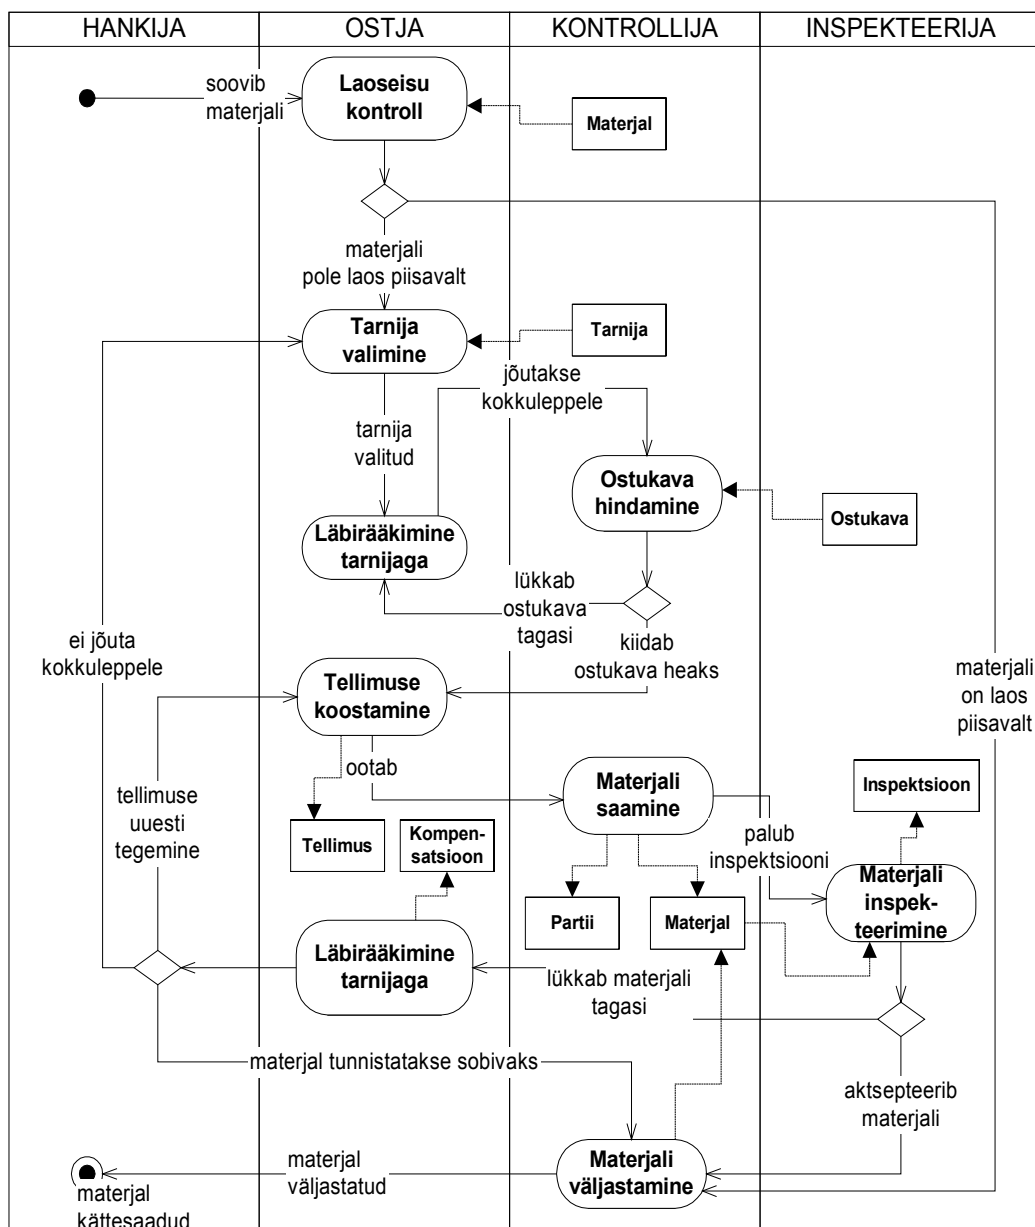 HANKIJA
OSTJA
KONTROLLIJA
INSPEKTEERIJA
soovib
materjali
Laoseisu
kontroll
Materjal
materjali
pole laos piisavalt
Tarnija
valimine
Tarnija
jõutakse
kokkuleppele
tarnija
valitud
Ostukava
hindamine
Ostukava
Läbirääkimine
tarnijaga
lükkab
ostukava
tagasi
kiidab
ostukava heaks
ei jõuta
kokkuleppele
materjali
on laos
piisavalt
Tellimuse
koostamine
ootab
tellimuse
uuesti
tegemine
Tellimus
Kompen-
satsioon
Materjali
saamine
palub
inspektsiooni
Inspektsioon
Partii
Materjal
Materjali
inspek-
teerimine
Läbirääkimine
tarnijaga
lükkab materjali
tagasi
materjal tunnistatakse sobivaks
aktsepteerib
materjali
Materjali
väljastamine
materjal
väljastatud
materjal
kättesaadud